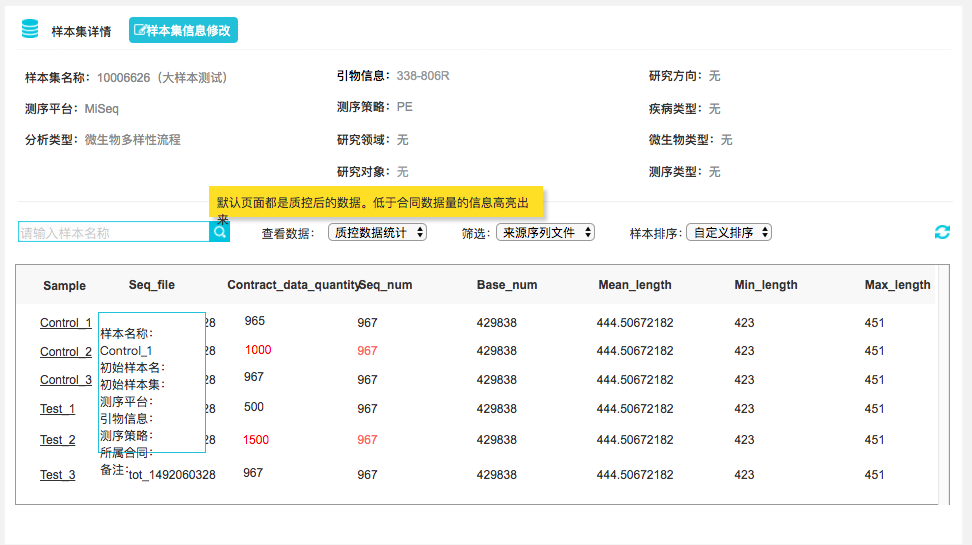 样本集详情 样本集信息修改
样本集名称：10006626（大样本测试） 引物信息：338-806R 研究方向：无
测序平台：MiSeq 测序策略：PE 疾病类型：无
分析类型：微生物多样性流程 研究领域：无 微生物类型：无
研究对象：无 测序类型：无
默认页面都是质控后的数据。低于合同数据量的信息高亮出
来
请输入样本名称 查看数据： 质控数据统计 筛选： 来源序列文件 样本排序： 自定义排序
Sample Seq_file Contract_data_quantity Seq_num Base_num Mean_length Min_length Max_length
Control_1 28 965 967 429838 444.50672182 423 451
Control_2 28 1000 967 429838 444.50672182 423 451
Control_3 28 967 967 429838 444.50672182 423 451
Test_1 28 500 967 429838 444.50672182 423 451
Test_2 28 1500 967 429838 444.50672182 423 451
Test_3 tot_1492060328 967 967 429838 444.50672182 423 451
样本名称：
Control_1
初始样本名：
初始样本集：
测序平台：
引物信息：
测序策略：
所属合同：
备注：